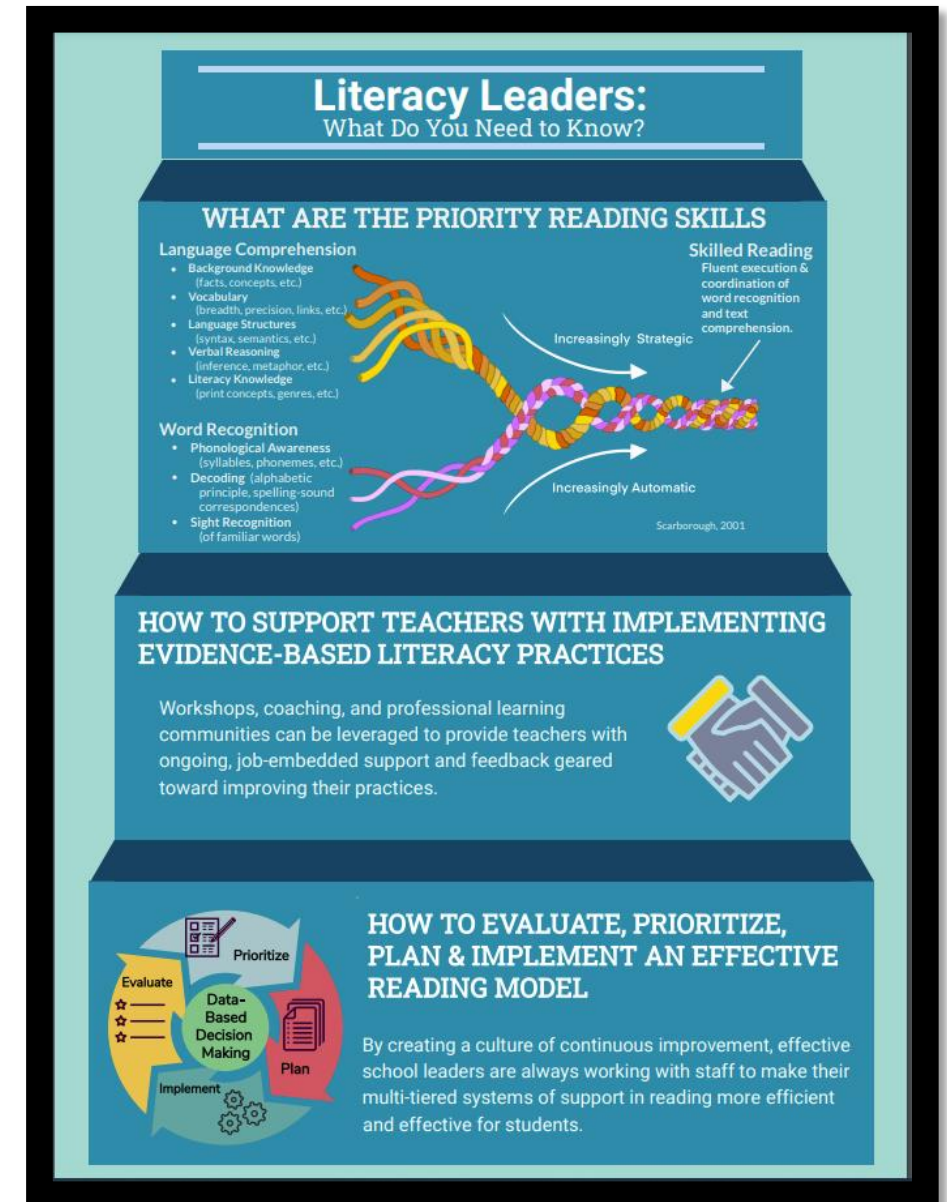 Literacy Leaders:
What Do You Need to Know?
WHAT ARE THE PRIORITY READING SKILLS
Language Comprehension
• Background Knowledge
(facts, concepts, etc.)
• Vocabulary
(breadth, precision, links, etc.)
• Language Structures
(syntax, semantics, etc.)
• Verbal Reasoning
(inference, metaphor, etc.)
• Literacy Knowledge
(print concepts, genres, etc.)
Word Recognition
• Phonological Awareness
(syllables, phonemes, etc.)
• Decoding (alphabetic
principle, spelling-sound
correspondences)
• Sight Recognition
(of familiar words)
Increasingly Strategic
Increasingly Automatic
Skilled Reading
Fluent execution &
coordination of
word recognition
and text
comprehension.
Scarborough, 2001
HOW TO SUPPORT TEACHERS WITH IMPLEMENTING
EVIDENCE-BASED LITERACY PRACTICES
Workshops, coaching, and professional learning
communities can be leveraged to provide teachers with
ongoing, job-embedded support and feedback geared
toward improving their practices.
Prioritize
Evaluate
Data-
Based
Decision
Making
Plan
Implement
HOW TO EVALUATE, PRIORITIZE,
PLAN & IMPLEMENT AN EFFECTIVE
READING MODEL
By creating a culture of continuous improvement, effective
school leaders are always working with staff to make their
multi-tiered systems of support in reading more efficient
and effective for students.